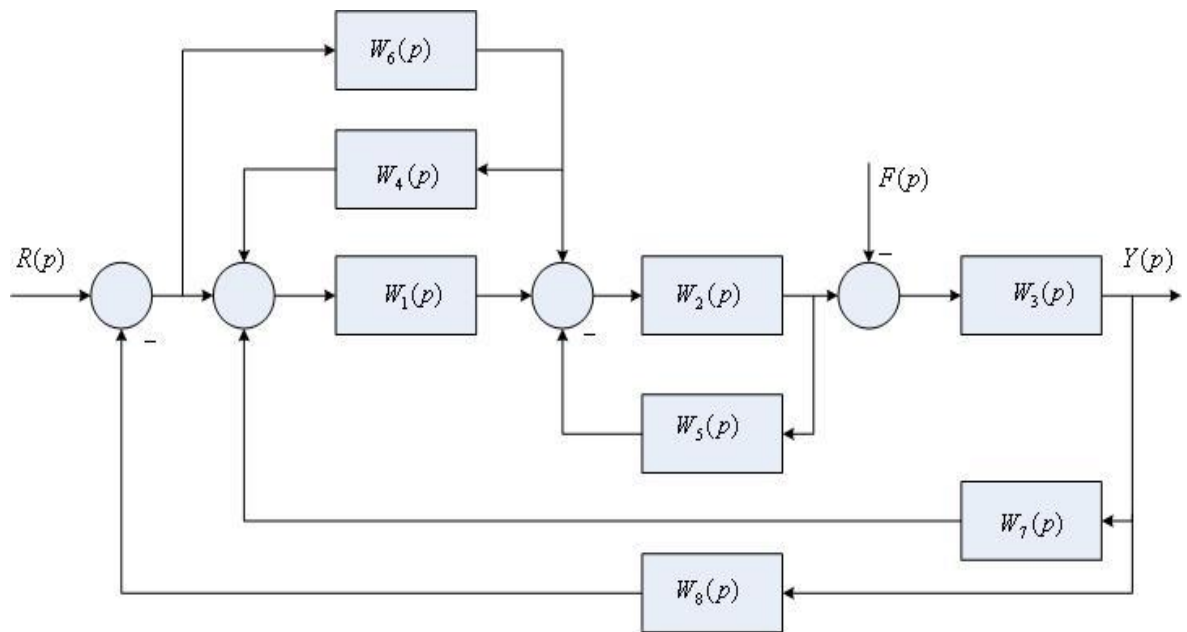 W₆(p)
W₄(p)
F(p)
R(p)
–
Y(p)
W₁(p)
W₂(p)
W₃(p)
–
–
W₅(p)
W₇(p)
W₈(p)